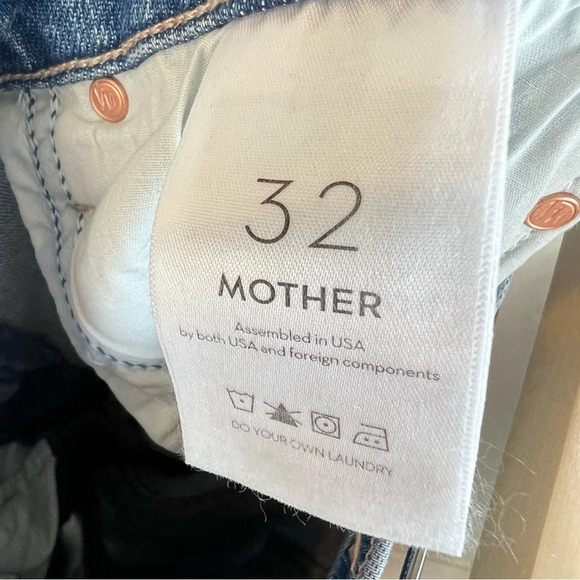 32
MOTHER
Assembled in USA
by both USA and foreign components
DO YOUR OWN LAUNDRY